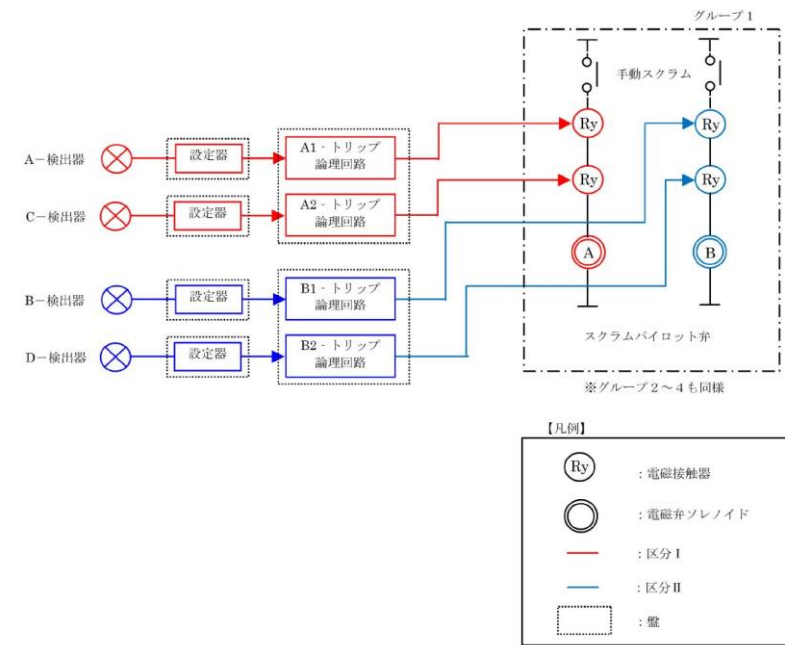 グループ1
手動スクラム
Ry
Ry
A－検出器
設定器
A1‐トリップ
論理回路
Ry
Ry
C－検出器
設定器
A2‐トリップ
論理回路
A
B
B－検出器
設定器
B1‐トリップ
論理回路
D－検出器
設定器
B2‐トリップ
論理回路
スクラムパイロット弁
※グループ2～4も同様
【凡例】
Ry
：電磁接触器
：電磁弁ソレノイド
：区分Ⅰ
：区分Ⅱ
：盤